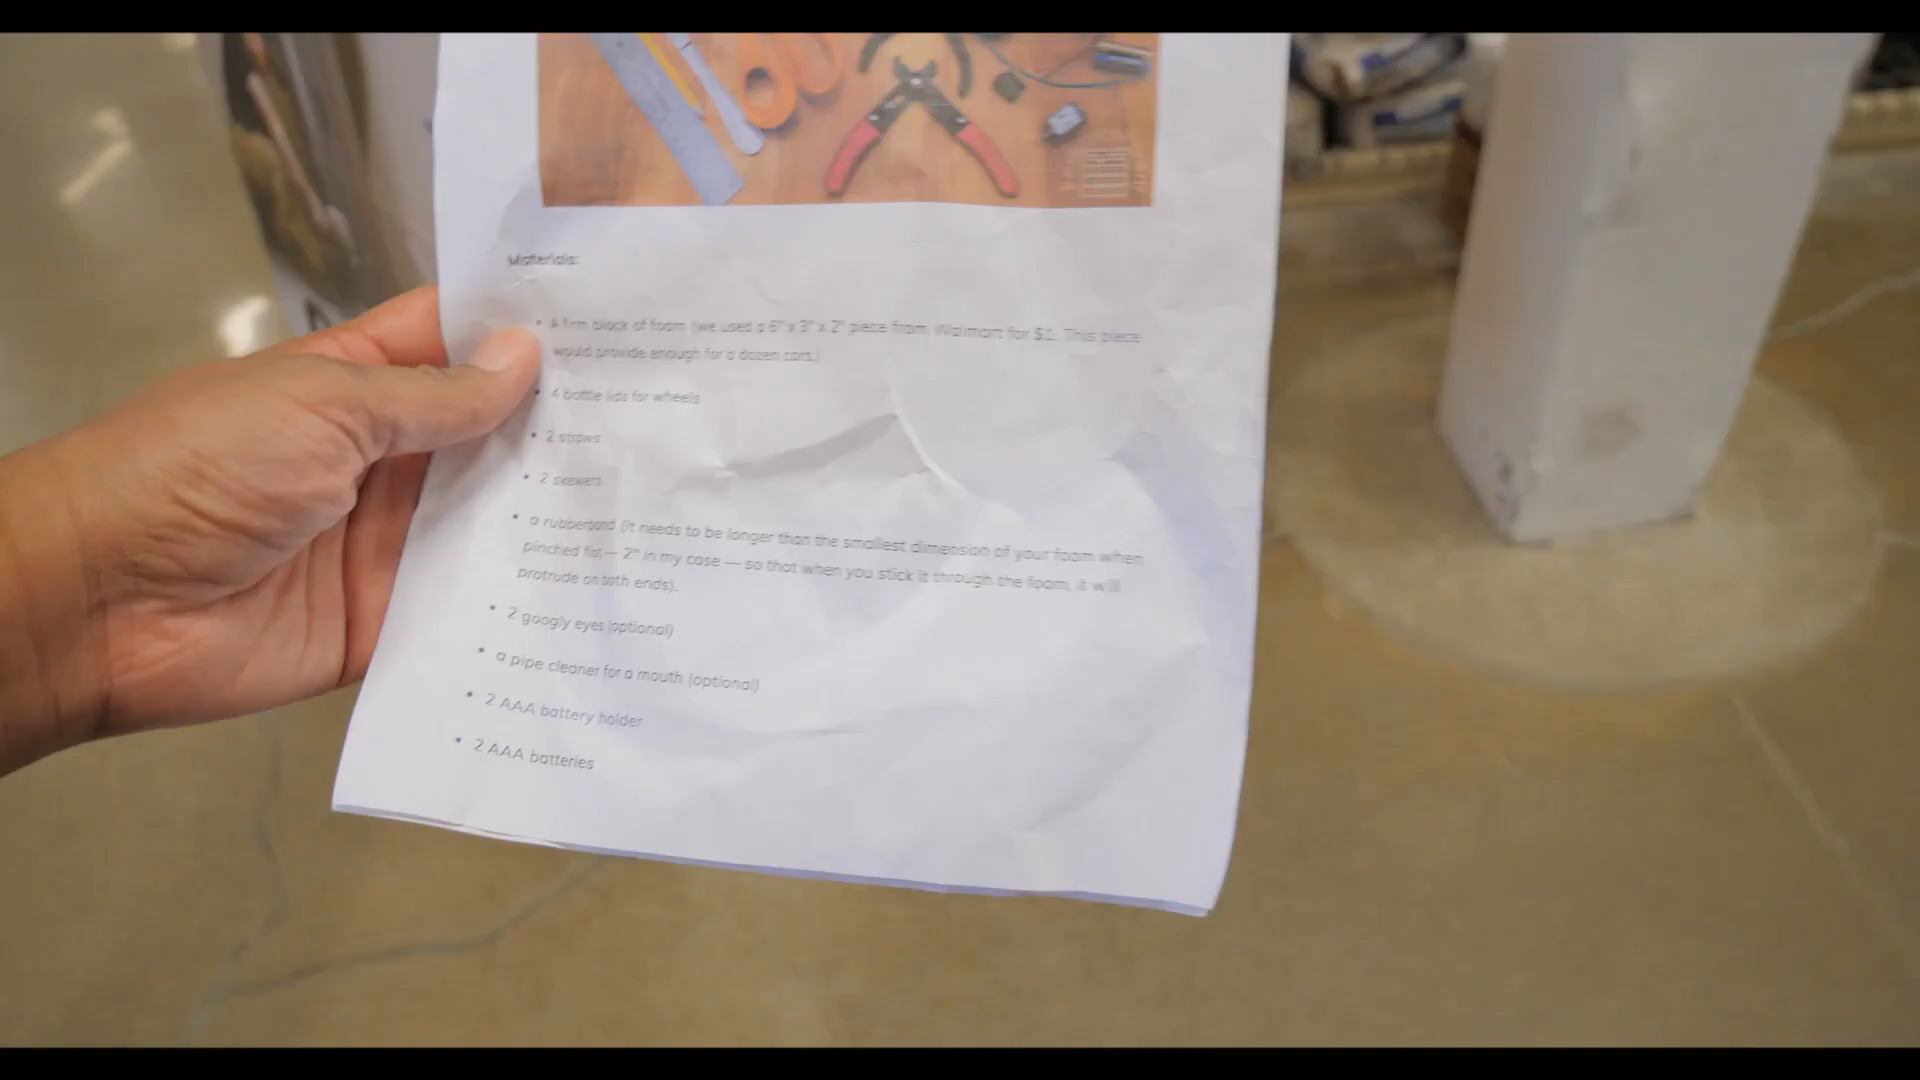 Materials:
• A firm block of foam (we used a 6" x 3" x 2" piece from Walmart for $1. This piece
would provide enough for a dozen cars.)
• 4 bottle lids for wheels
• 2 straws
• 2 skewers
• a rubberband (it needs to be longer than the smallest dimension of your foam when
pinched flat — 2" in my case — so that when you stick it through the foam, it will
protrude on both ends).
• 2 googly eyes (optional)
• a pipe cleaner for a mouth (optional)
• 2 AAA battery holder
• 2 AAA batteries